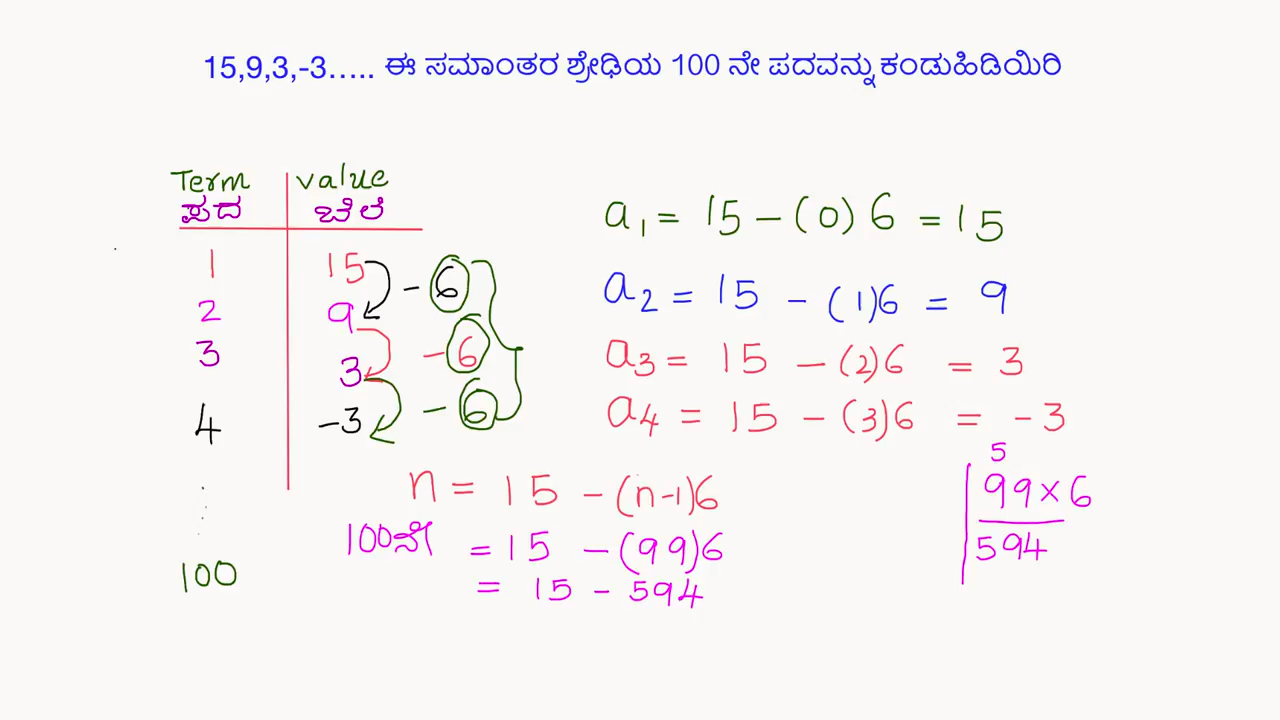 15,9,3,-3….. ಈ ಸಮಾಂತರ ಶ್ರೇಢಿಯ 100 ನೇ ಪದವನ್ನು ಕಂಡುಹಿಡಿಯಿರಿ
Term value
ಪದ ಬೆಲೆ
1 15 - 6
2 9 - 6
3 3 - 6
4 -3
100
a1 = 15 - (0) 6 = 15
a2 = 15 - (1)6 = 9
a3 = 15 - (2)6 = 3
a4 = 15 - (3)6 = -3
n = 15 - (n-1)6
100ನೇ = 15 - (99)6
= 15 - 594
5
99×6
594